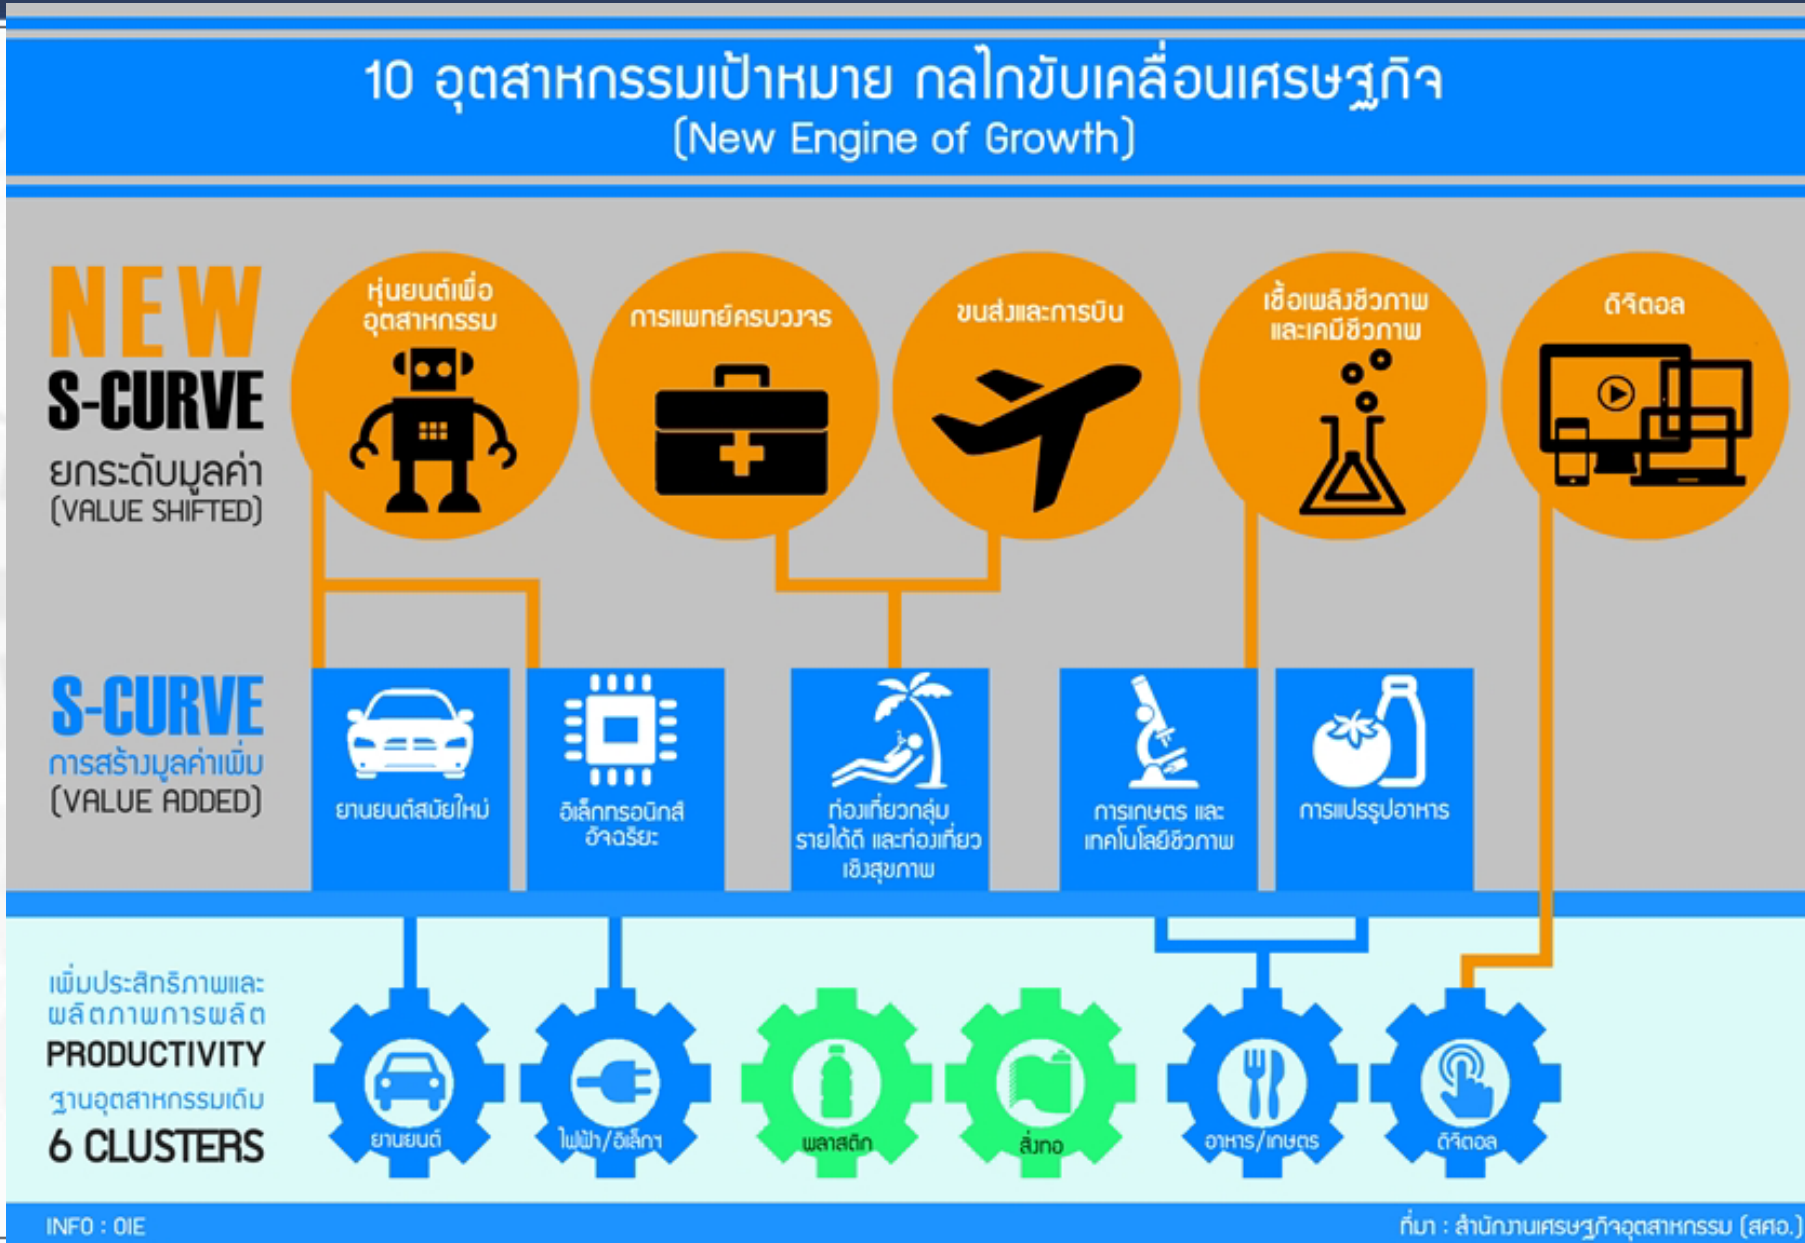 10 อุตสาหกรรมเป้าหมาย กลไกขับเคลื่อนเศรษฐกิจ
(New Engine of Growth)
NEW
S-CURVE
ยกระดับมูลค่า
(VALUE SHIFTED)
หุ่นยนต์เพื่อ
อุตสาหกรรม
การแพทย์ครบวงจร
ขนส่งและการบิน
เชื้อเพลิงชีวภาพ
และเคมีชีวภาพ
ดิจิตอล
S-CURVE
การสร้างมูลค่าเพิ่ม
(VALUE ADDED)
ยานยนต์สมัยใหม่
อิเล็กทรอนิกส์
อัจฉริยะ
ท่องเที่ยวกลุ่ม
รายได้ดี และท่องเที่ยว
เชิงสุขภาพ
การเกษตร และ
เทคโนโลยีชีวภาพ
การแปรรูปอาหาร
เพิ่มประสิทธิภาพและ
ผลิตภาพการผลิต
PRODUCTIVITY
ฐานอุตสาหกรรมเดิม
6 CLUSTERS
ยานยนต์
ไฟฟ้า/อิเล็กฯ
พลาสติก
สิ่งทอ
อาหาร/เกษตร
ดิจิตอล
INFO : OIE
ที่มา : สำนักงานเศรษฐกิจอุตสาหกรรม (สศอ.)